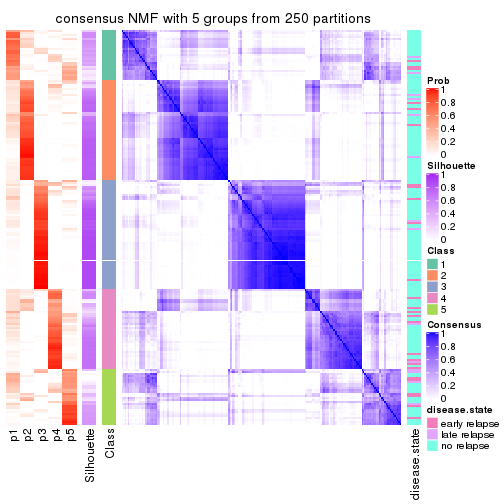 consensus NMF with 5 groups from 250 partitions
Prob
1
0.8
0.6
0.4
0.2
0
Silhouette
1
0.8
0.6
0.4
0.2
0
Class
1
2
3
4
5
Consensus
1
0.8
0.6
0.4
0.2
0
disease.state
early relapse
late relapse
no relapse
p1
p2
p3
p4
p5
Silhouette
Class
disease.state